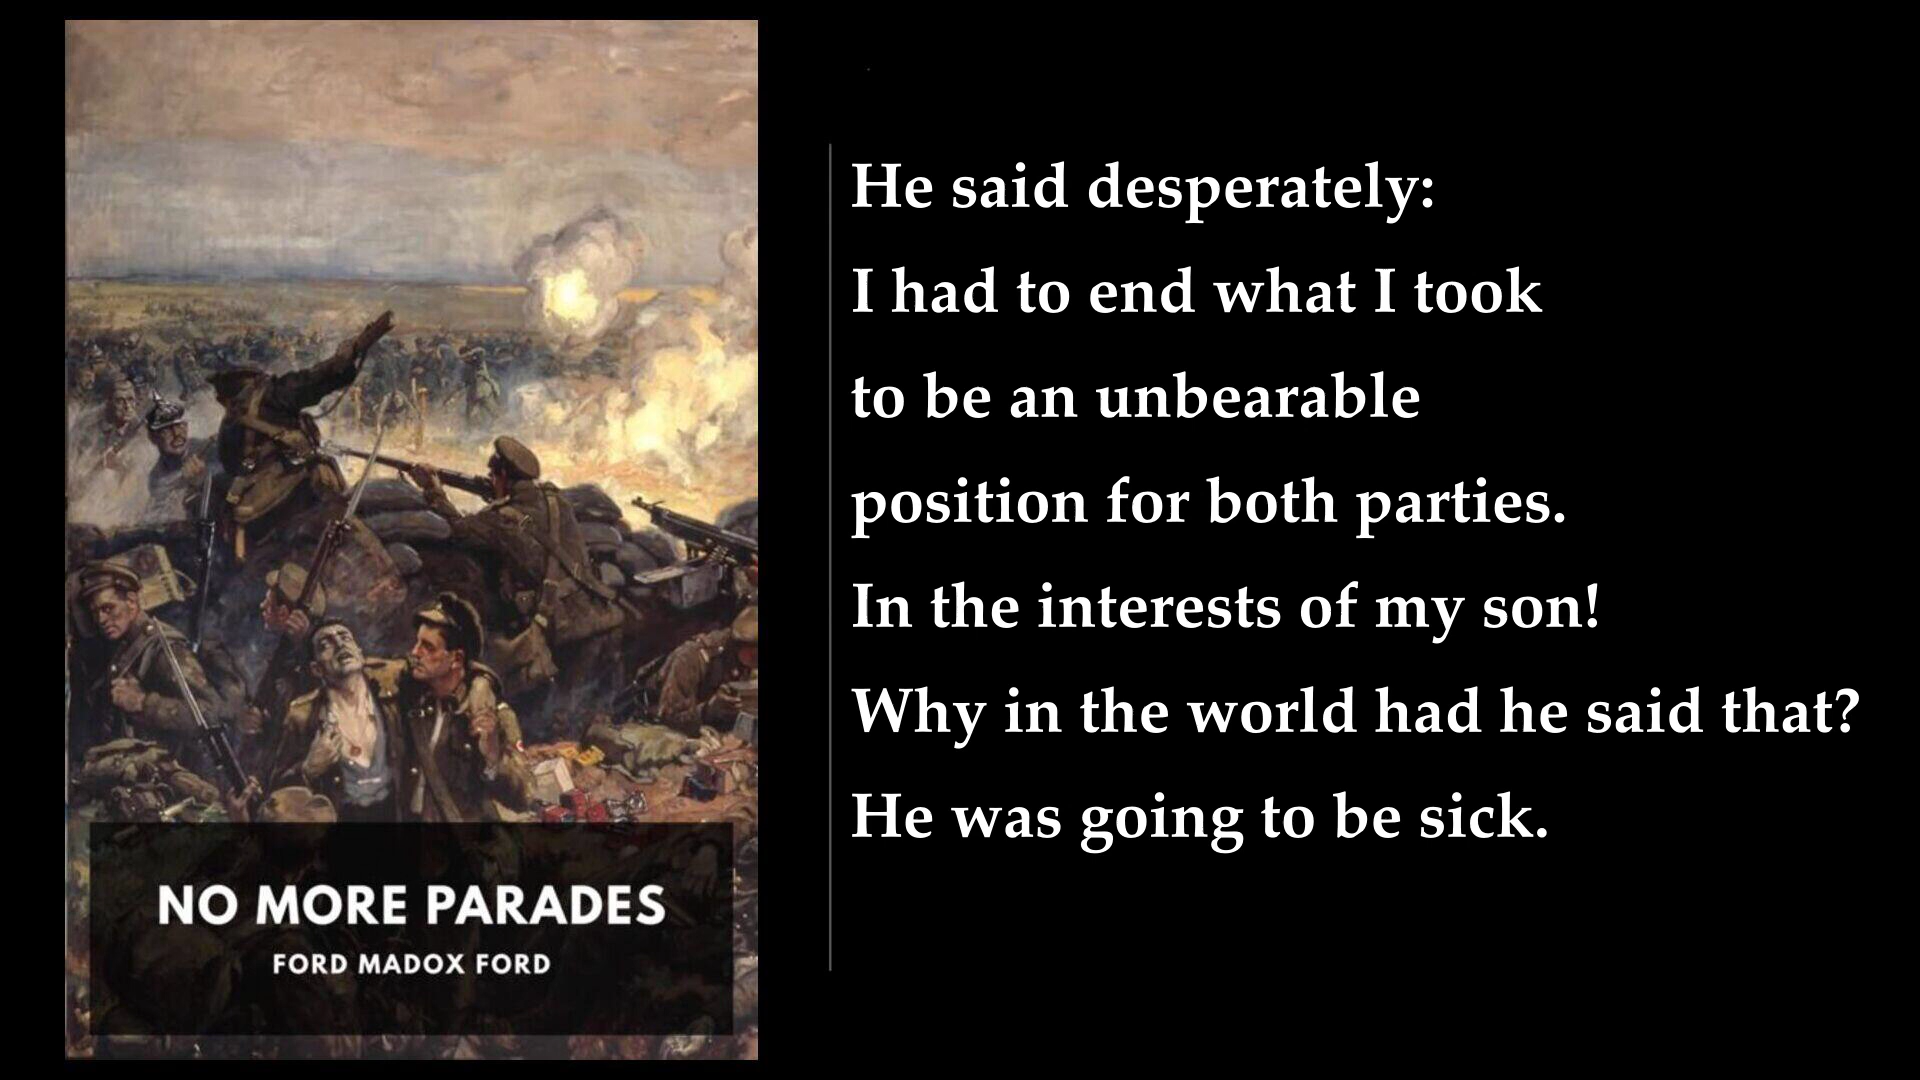 NO MORE PARADES
FORD MADOX FORD
He said desperately:
I had to end what I took
to be an unbearable
position for both parties.
In the interests of my son!
Why in the world had he said that?
He was going to be sick.